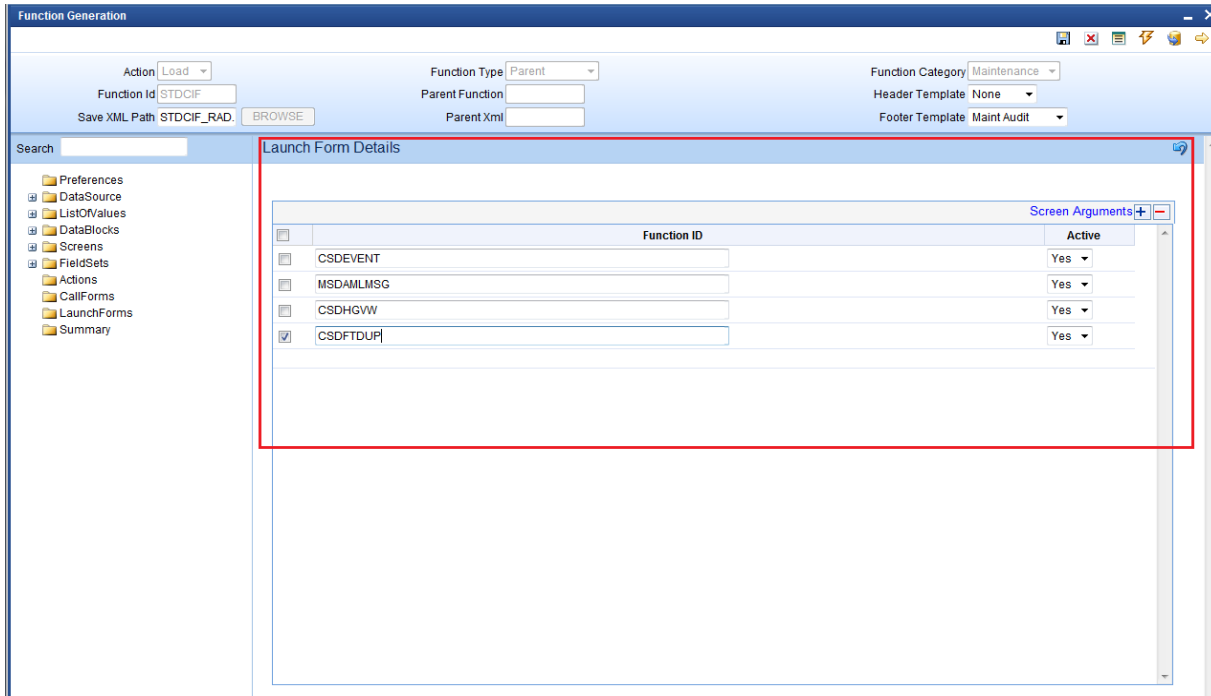 Function Generation
Action Load Function Type Parent Function Category Maintenance
Function Id STDCIF Parent Function Header Template None
Save XML Path STDCIF_RAD. BROWSE Parent Xml Footer Template Maint Audit
Search Launch Form Details
Preferences
DataSource
ListOfValues
DataBlocks
Screens
FieldSets
Actions
CallForms
LaunchForms
Summary
Screen Arguments
Function ID Active
CSDEVENT Yes
MSDAMLMSG Yes
CSDHGVW Yes
CSDFTDUP Yes